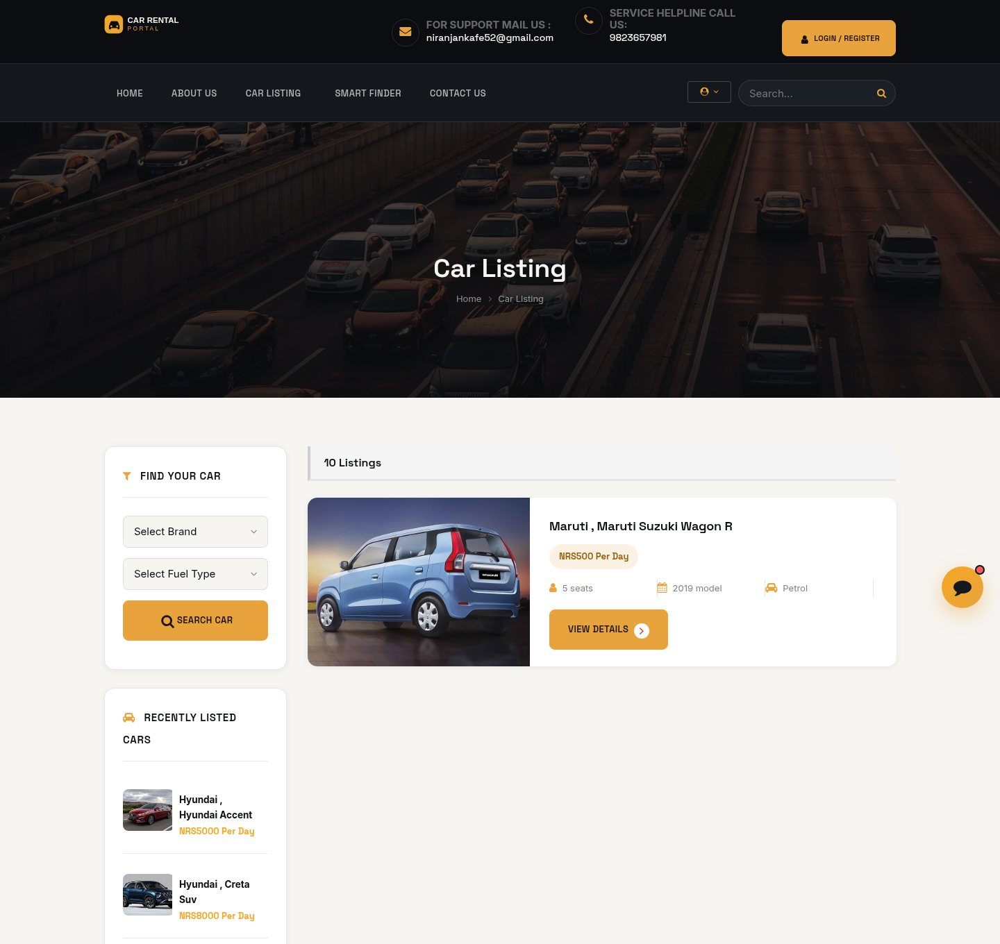 CAR RENTAL
PORTAL
FOR SUPPORT MAIL US :
niranjankafe52@gmail.com
SERVICE HELPLINE CALL
US:
9823657981
LOGIN / REGISTER
HOME
ABOUT US
CAR LISTING
SMART FINDER
CONTACT US
Search...
Car Listing
Home
Car Listing
FIND YOUR CAR
Select Brand
Select Fuel Type
SEARCH CAR
10 Listings
WAGONR
Maruti , Maruti Suzuki Wagon R
NRS500 Per Day
5 seats
2019 model
Petrol
VIEW DETAILS
RECENTLY LISTED
CARS
Hyundai ,
Hyundai Accent
NRS5000 Per Day
Hyundai , Creta
Suv
NRS8000 Per Day